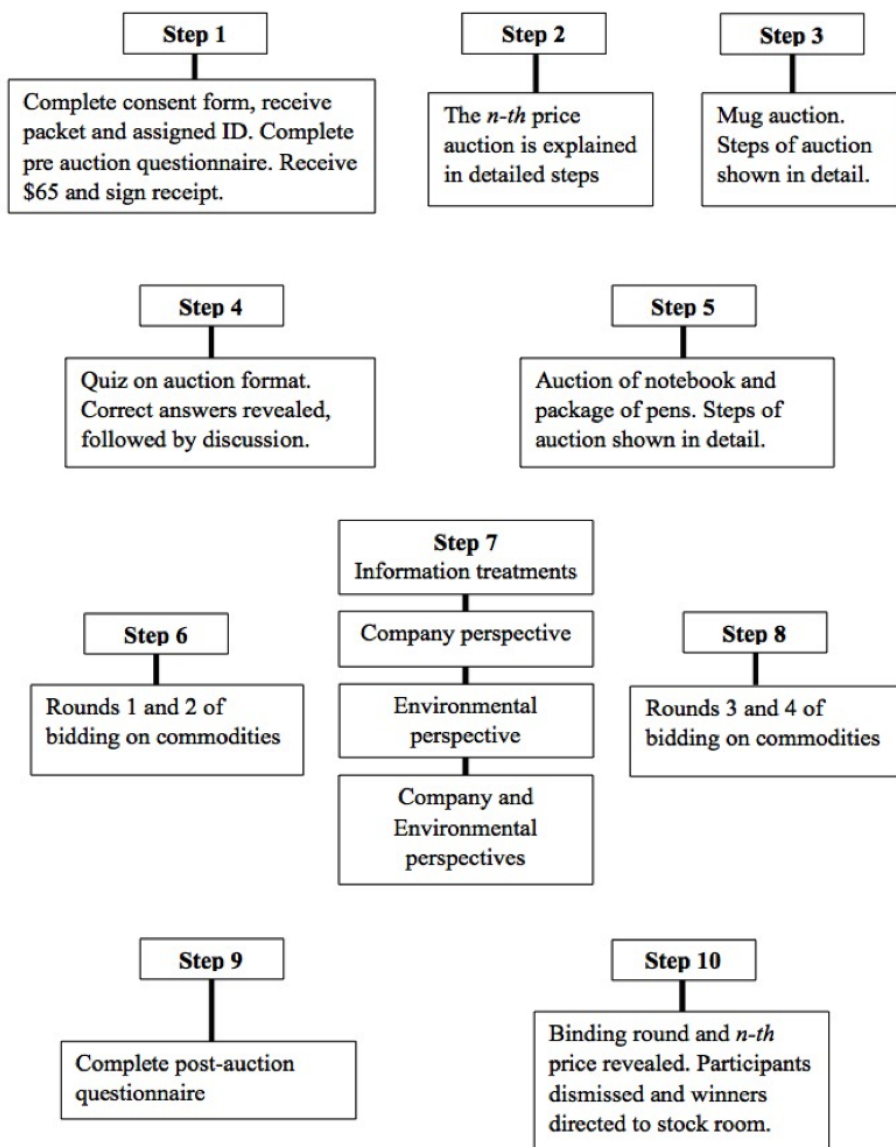 Step 1
Complete consent form, receive
packet and assigned ID. Complete
pre auction questionnaire. Receive
$65 and sign receipt.
Step 2
The n-th price
auction is explained
in detailed steps
Step 3
Mug auction.
Steps of auction
shown in detail.
Step 4
Quiz on auction format.
Correct answers revealed,
followed by discussion.
Step 5
Auction of notebook and
package of pens. Steps of
auction shown in detail.
Step 6
Rounds 1 and 2 of
bidding on commodities
Step 7
Information treatments
Company perspective
Environmental
perspective
Company and
Environmental
perspectives
Step 8
Rounds 3 and 4 of
bidding on commodities
Step 9
Complete post-auction
questionnaire
Step 10
Binding round and n-th
price revealed. Participants
dismissed and winners
directed to stock room.